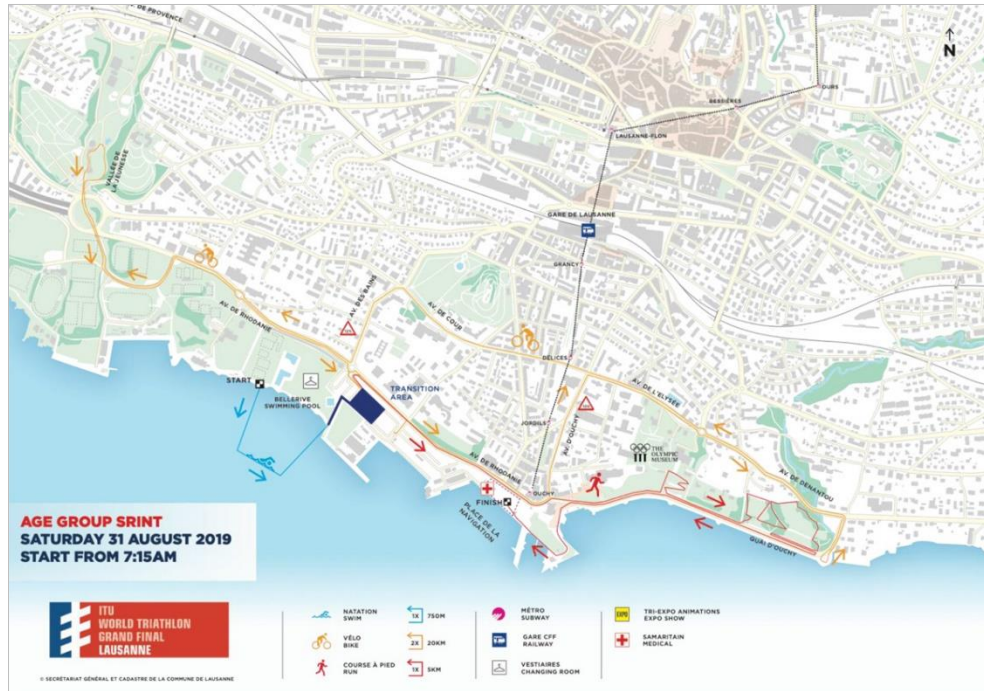 AV. DE PROVENCE
N
OURS
BESSIÈRES
LAUSANNE-FLON
VALLÉE DE
LA JEUNESSE
GARE DE LAUSANNE
GRANCY
AV. DES BAINS
AV. DE COUR
AV. DE RHODANIE
DÉLICES
START
BELLERIVE
SWIMMING POOL
TRANSITION
AREA
AV. DE L'ELYSÉE
JORDILS
AV. D'OUCHY
THE
OLYMPIC
MUSEUM
AV. DE RHODANIE
AV. DE DENANTOU
OUCHY
FINISH
PLACE DE LA
NAVIGATION
QUAI D'OUCHY
AGE GROUP SRINT
SATURDAY 31 AUGUST 2019
START FROM 7:15AM
ITU
WORLD TRIATHLON
GRAND FINAL
LAUSANNE
NATATION
SWIM
1X
750M
VÉLO
BIKE
2X
20KM
COURSE À PIED
RUN
1X
5KM
MÉTRO
SUBWAY
GARE CFF
RAILWAY
VESTIAIRES
CHANGING ROOM
EXPO
TRI-EXPO ANIMATIONS
EXPO SHOW
SAMARITAIN
MEDICAL
© SECRÉTARIAT GÉNÉRAL ET CADASTRE DE LA COMMUNE DE LAUSANNE